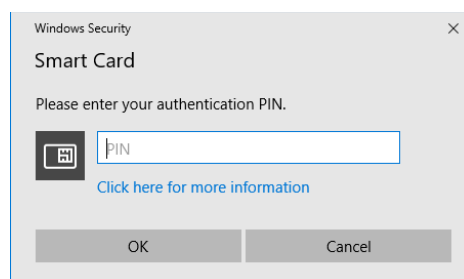 Windows Security
Smart Card
Please enter your authentication PIN.
PIN
Click here for more information
OK Cancel